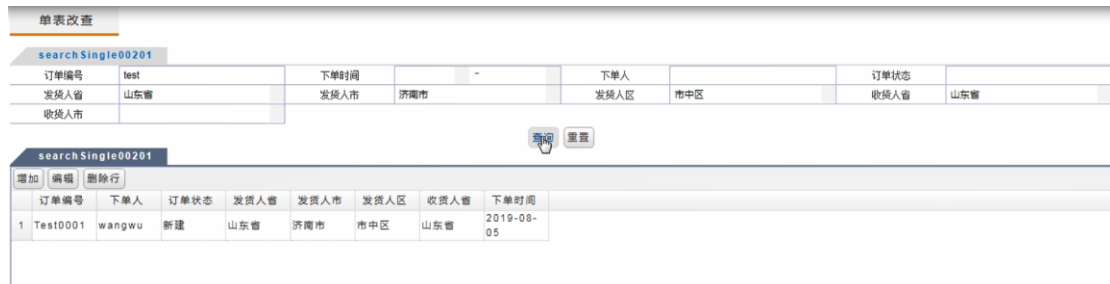 单表改查
searchSingle00201
订单编号 test 下单时间 - 下单人 订单状态
发货人省 山东省 发货人市 济南市 发货人区 市中区 收货人省 山东省
收货人市
查询 重置
searchSingle00201
增加 编辑 删除行
订单编号 下单人 订单状态 发货人省 发货人市 发货人区 收货人省 下单时间
1 Test0001 wangwu 新建 山东省 济南市 市中区 山东省 2019-08-
05